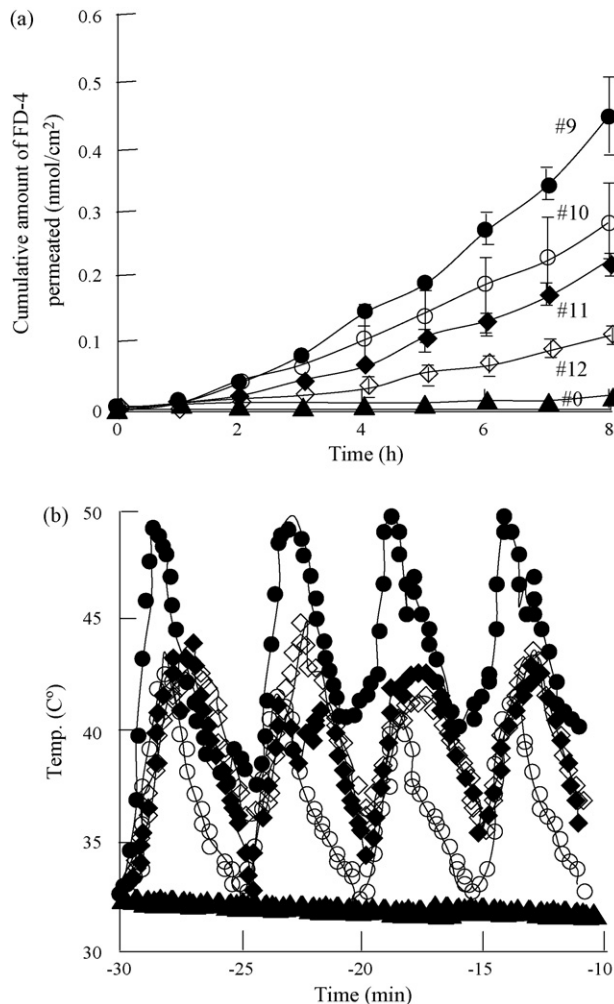 (a)
0.6
0.5
0.4
0.3
0.2
0.1
0
Cumulative amount of FD-4
permeated (nmol/cm²)
#9
#10
#11
#12
#0
0 2 4 6 8
Time (h)
(b)
50
45
40
35
30
Temp. (C°)
-30 -25 -20 -15 -10
Time (min)